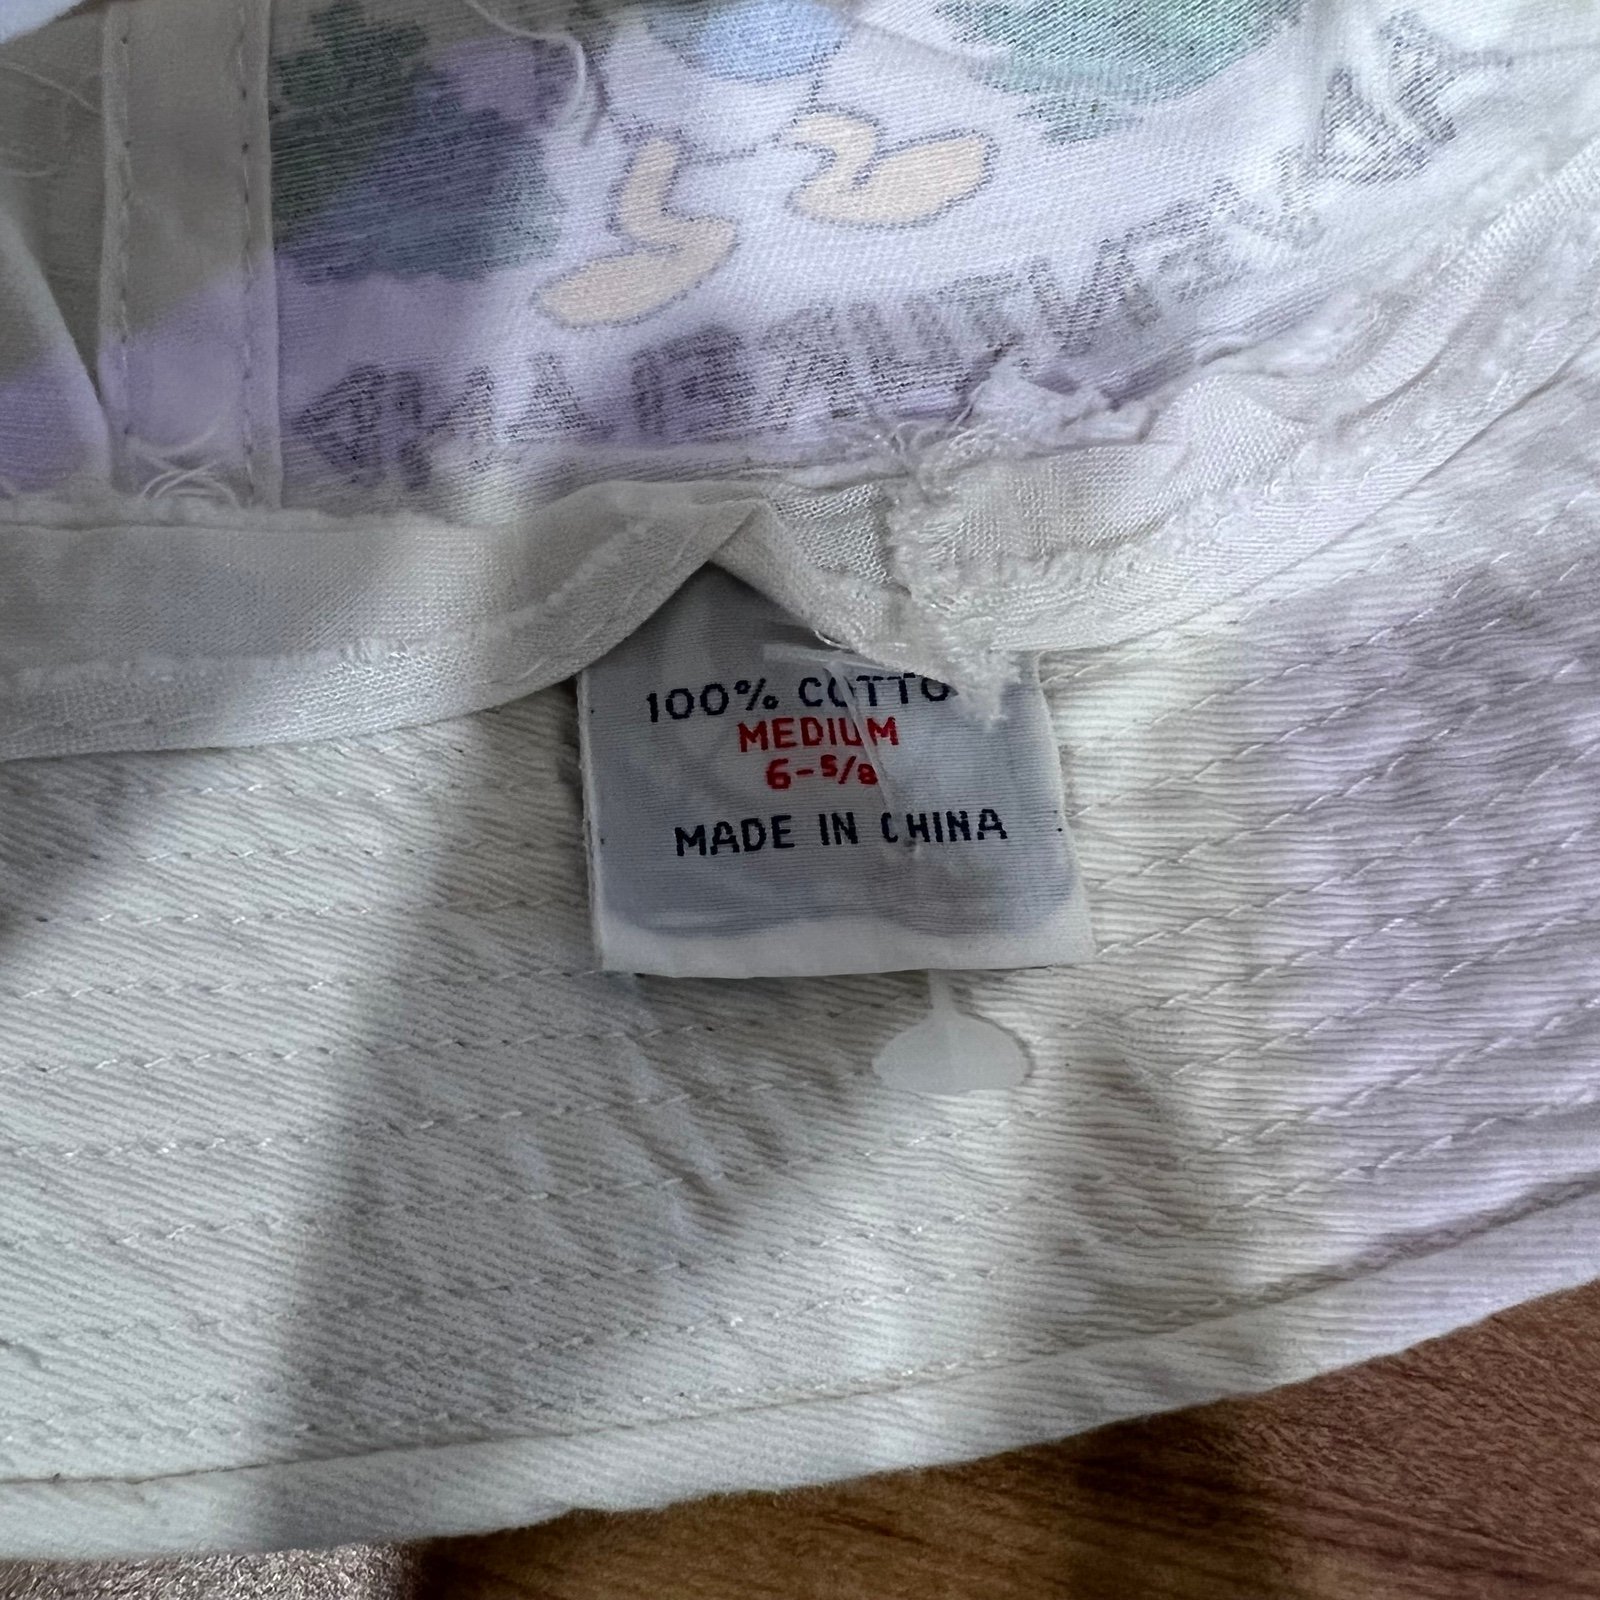 100% COTTO
MEDIUM
6-5/8
MADE IN CHINA